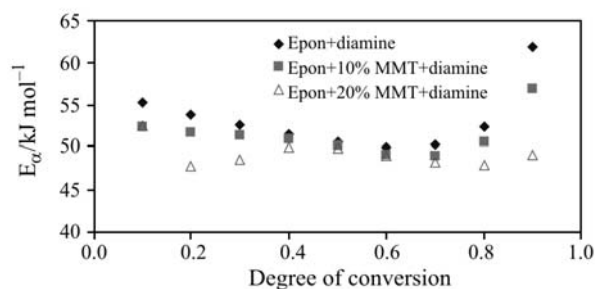 65
60
55
50
45
40
Eα/kJ mol⁻¹
Epon+diamine
Epon+10% MMT+diamine
Epon+20% MMT+diamine
0.0 0.2 0.4 0.6 0.8 1.0
Degree of conversion